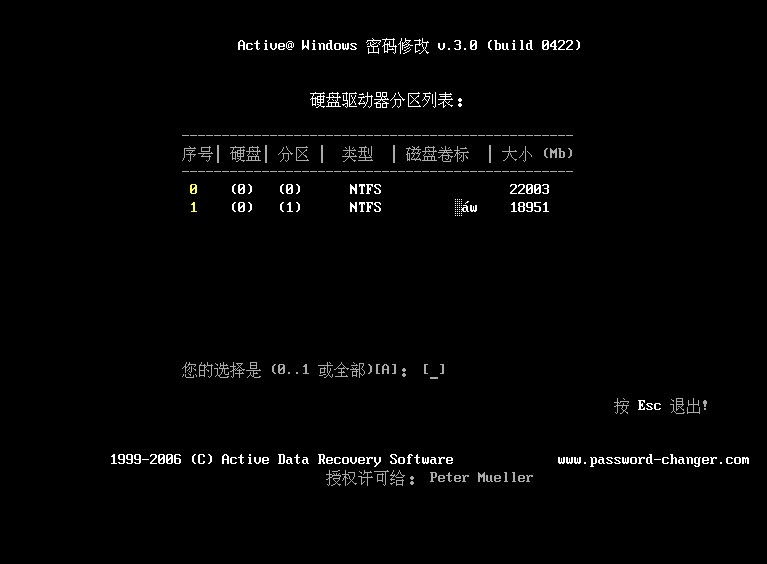 Active@ Windows 密码修改 v.3.0 (build 0422)
硬盘驱动器分区列表:
序号| 硬盘| 分区 | 类型 | 磁盘卷标 | 大小 (Mb)
0 (0) (0) NTFS 22003
1 (0) (1) NTFS ░áw 18951
您的选择是 (0..1 或全部)[A]: [_]
按 Esc 退出!
1999-2006 (C) Active Data Recovery Software www.password-changer.com
授权许可给: Peter Mueller